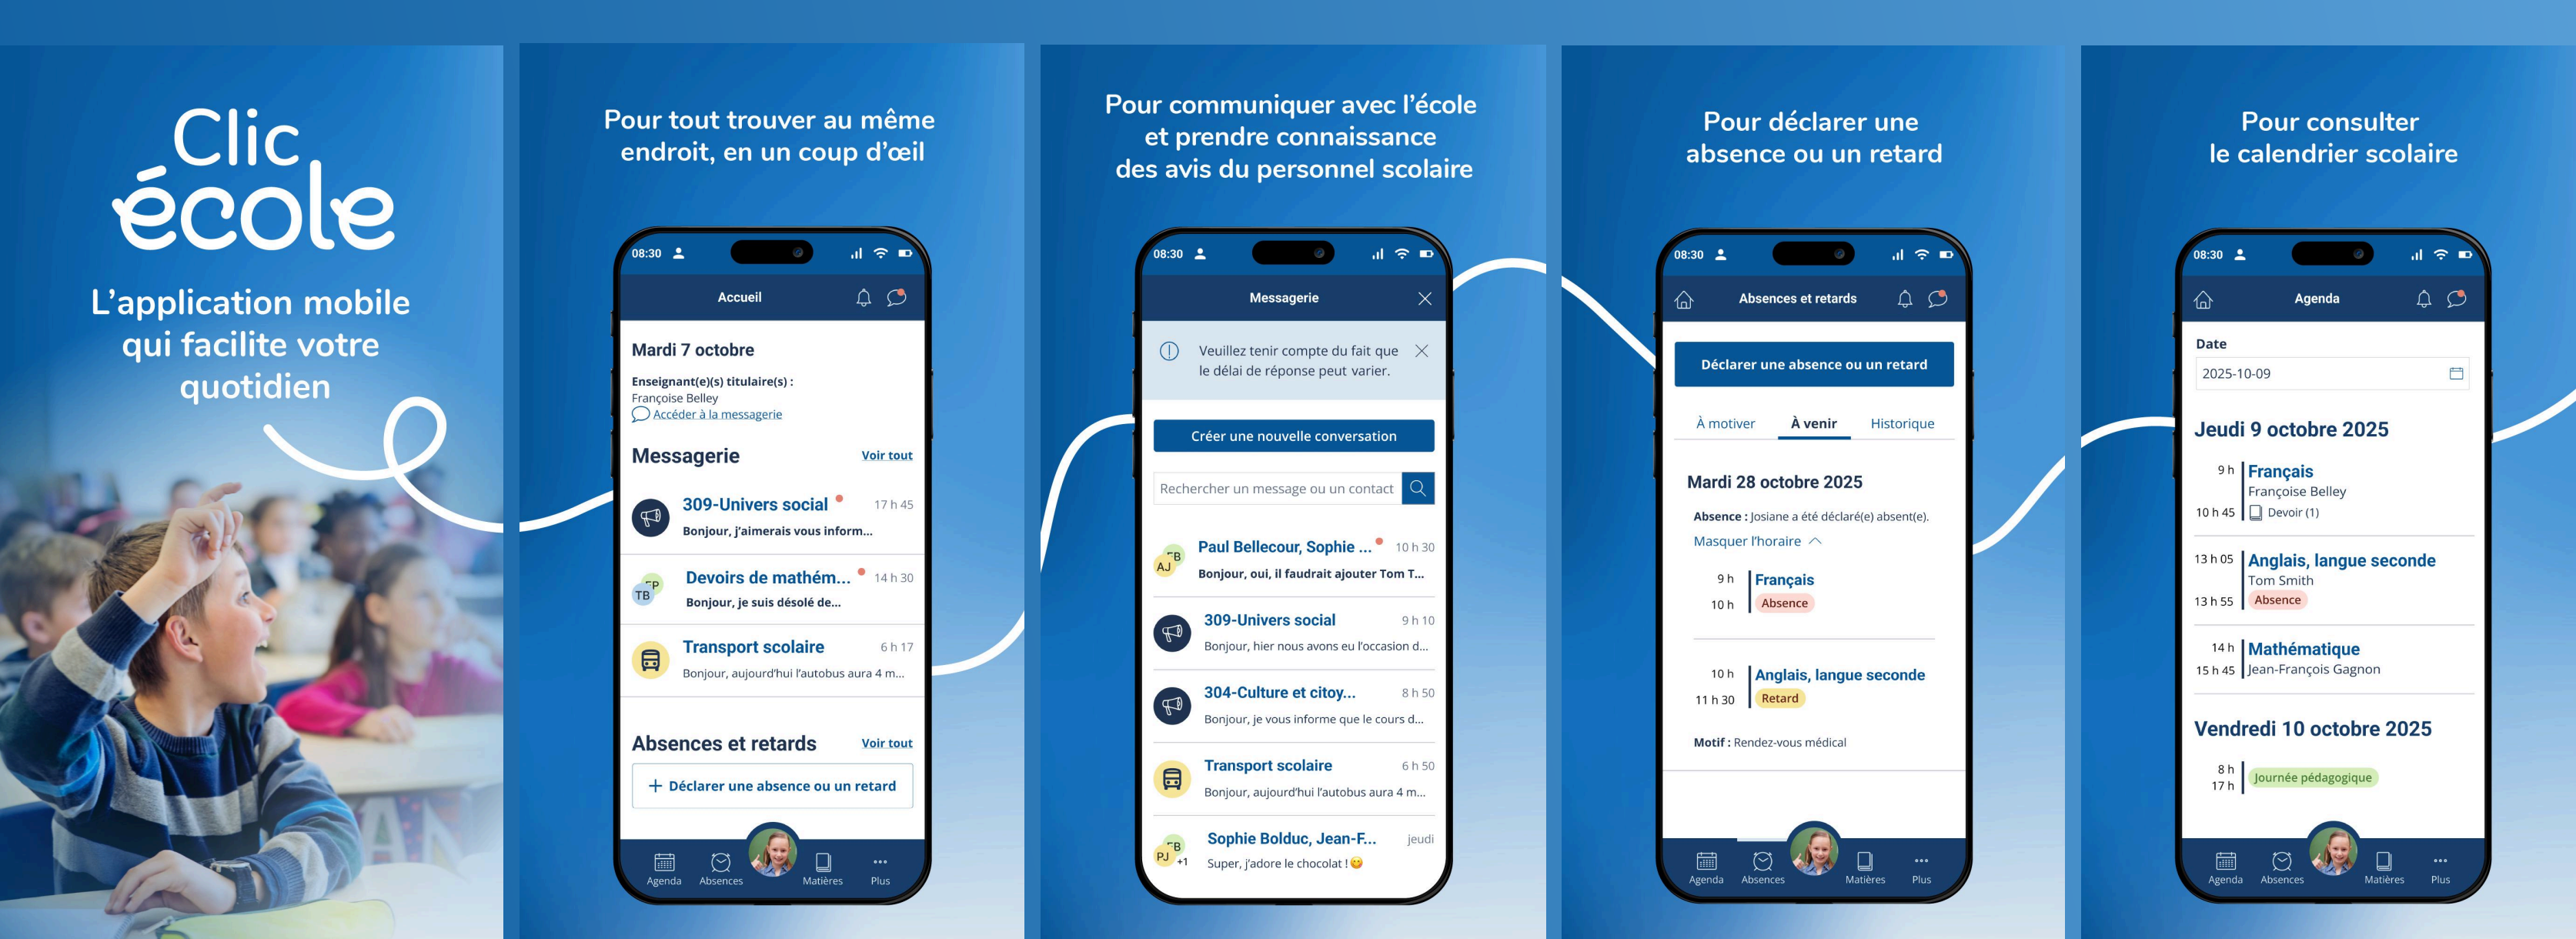 Clic
école
L'application mobile
qui facilite votre
quotidien
Pour tout trouver au même
endroit, en un coup d'œil
08:30
Accueil
Mardi 7 octobre
Enseignant(e)(s) titulaire(s) :
Françoise Belley
Accéder à la messagerie
Messagerie
Voir tout
309-Univers social
17 h 45
Bonjour, j'aimerais vous inform...
FP
TB
Devoirs de mathém...
14 h 30
Bonjour, je suis désolé de...
Transport scolaire
6 h 17
Bonjour, aujourd'hui l'autobus aura 4 m...
Absences et retards
Voir tout
+ Déclarer une absence ou un retard
Agenda
Absences
Matières
Plus
Pour communiquer avec l'école
et prendre connaissance
des avis du personnel scolaire
08:30
Messagerie
Veuillez tenir compte du fait que
le délai de réponse peut varier.
Créer une nouvelle conversation
Rechercher un message ou un contact
FB
AJ
Paul Bellecour, Sophie ...
10 h 30
Bonjour, oui, il faudrait ajouter Tom T...
309-Univers social
9 h 10
Bonjour, hier nous avons eu l'occasion d...
304-Culture et citoy...
8 h 50
Bonjour, je vous informe que le cours d...
Transport scolaire
6 h 50
Bonjour, aujourd'hui l'autobus aura 4 m...
FB
PJ
+1
Sophie Bolduc, Jean-F...
jeudi
Super, j'adore le chocolat !😋
Pour déclarer une
absence ou un retard
08:30
Absences et retards
Déclarer une absence ou un retard
À motiver
À venir
Historique
Mardi 28 octobre 2025
Absence : Josiane a été déclaré(e) absent(e).
Masquer l'horaire
9 h
Français
10 h
Absence
10 h
Anglais, langue seconde
11 h 30
Retard
Motif : Rendez-vous médical
Agenda
Absences
Matières
Plus
Pour consulter
le calendrier scolaire
08:30
Agenda
Date
2025-10-09
Jeudi 9 octobre 2025
9 h
Français
Françoise Belley
10 h 45
Devoir (1)
13 h 05
Anglais, langue seconde
Tom Smith
13 h 55
Absence
14 h
Mathématique
15 h 45
Jean-François Gagnon
Vendredi 10 octobre 2025
8 h
17 h
Journée pédagogique
Agenda
Absences
Matières
Plus